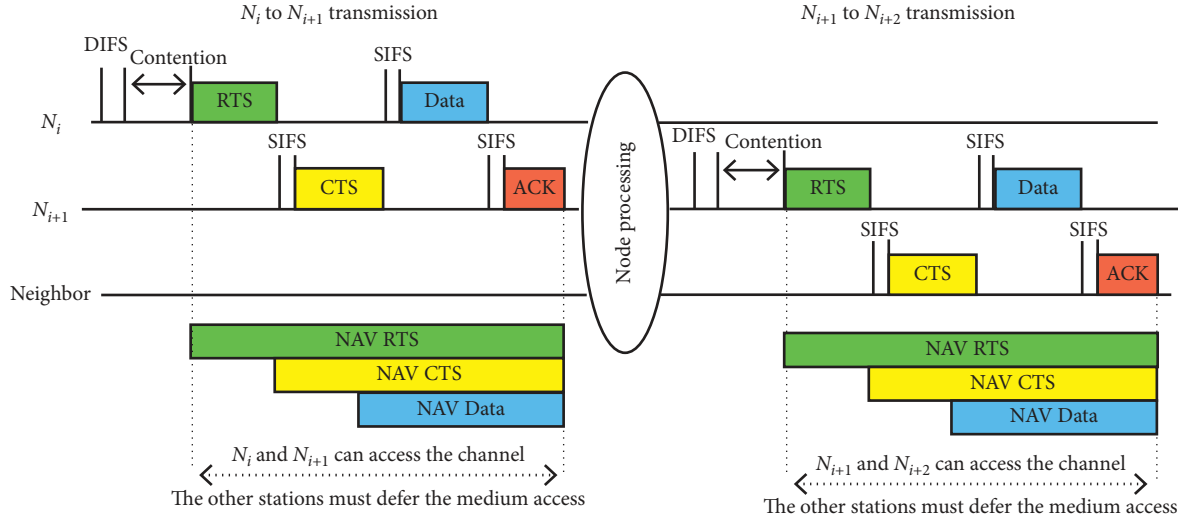 N_i to N_{i+1} transmission
N_{i+1} to N_{i+2} transmission
DIFS
Contention
SIFS
RTS
Data
N_i
SIFS
SIFS
CTS
ACK
N_{i+1}
Neighbor
Node processing
DIFS
Contention
SIFS
RTS
Data
SIFS
SIFS
CTS
ACK
NAV RTS
NAV CTS
NAV Data
N_i and N_{i+1} can access the channel
The other stations must defer the medium access
NAV RTS
NAV CTS
NAV Data
N_{i+1} and N_{i+2} can access the channel
The other stations must defer the medium access